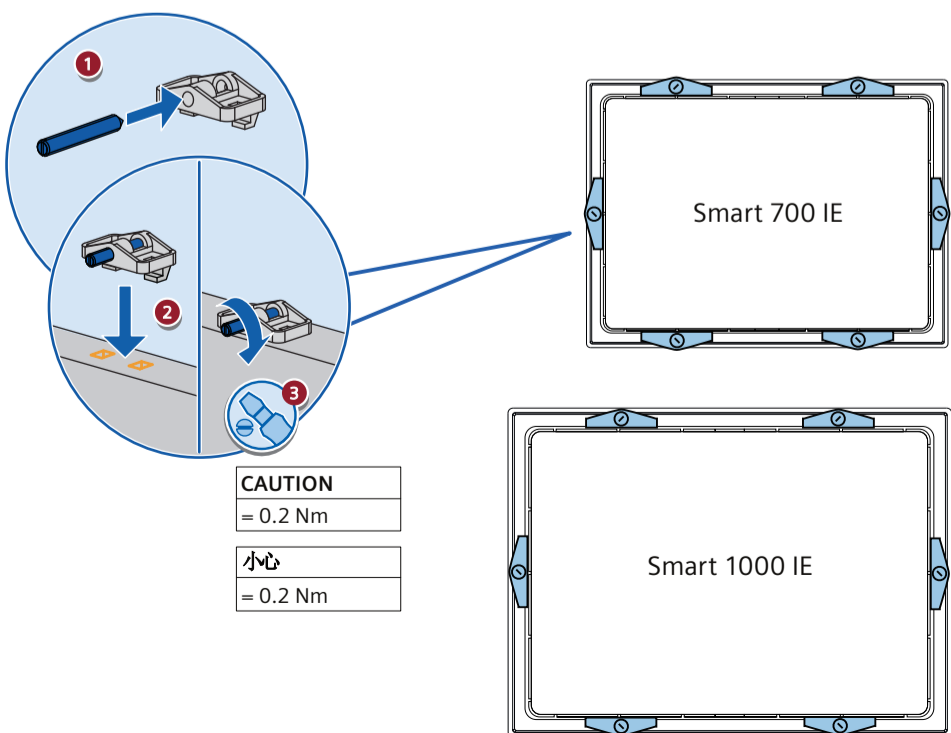 1
2
3
CAUTION
= 0.2 Nm
小心
= 0.2 Nm
Smart 700 IE
Smart 1000 IE